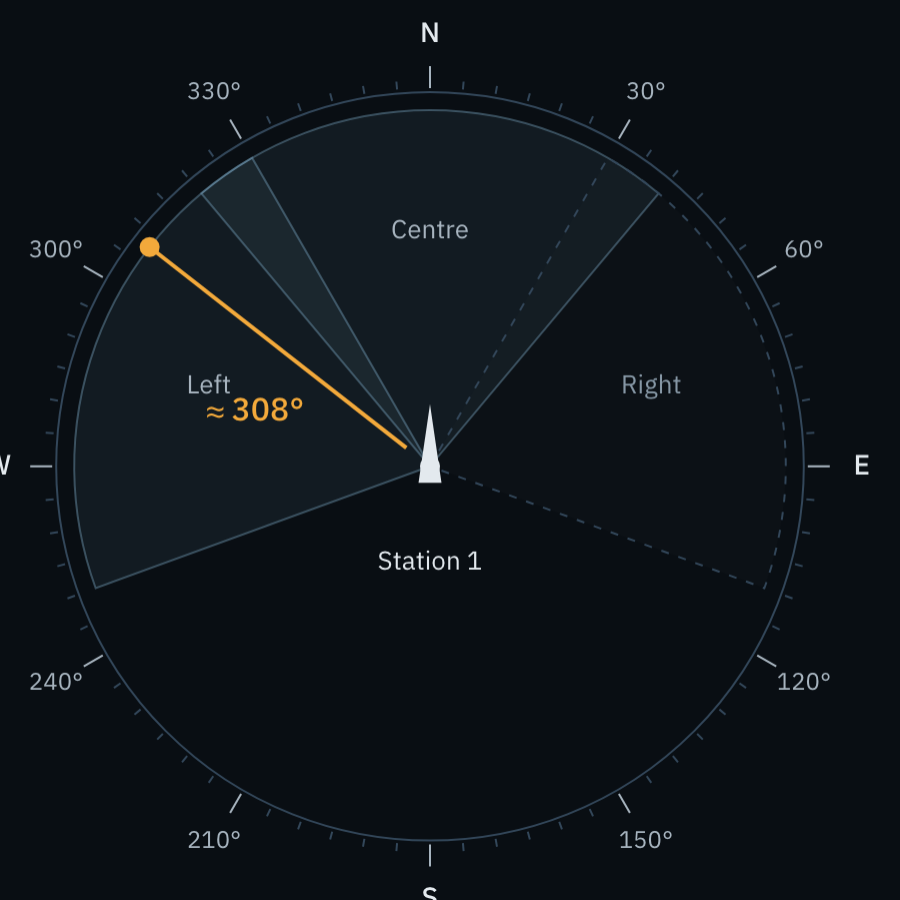 N
330°
30°
300°
60°
Centre
Left
Right
≈ 308°
W
E
Station 1
240°
120°
210°
150°
S